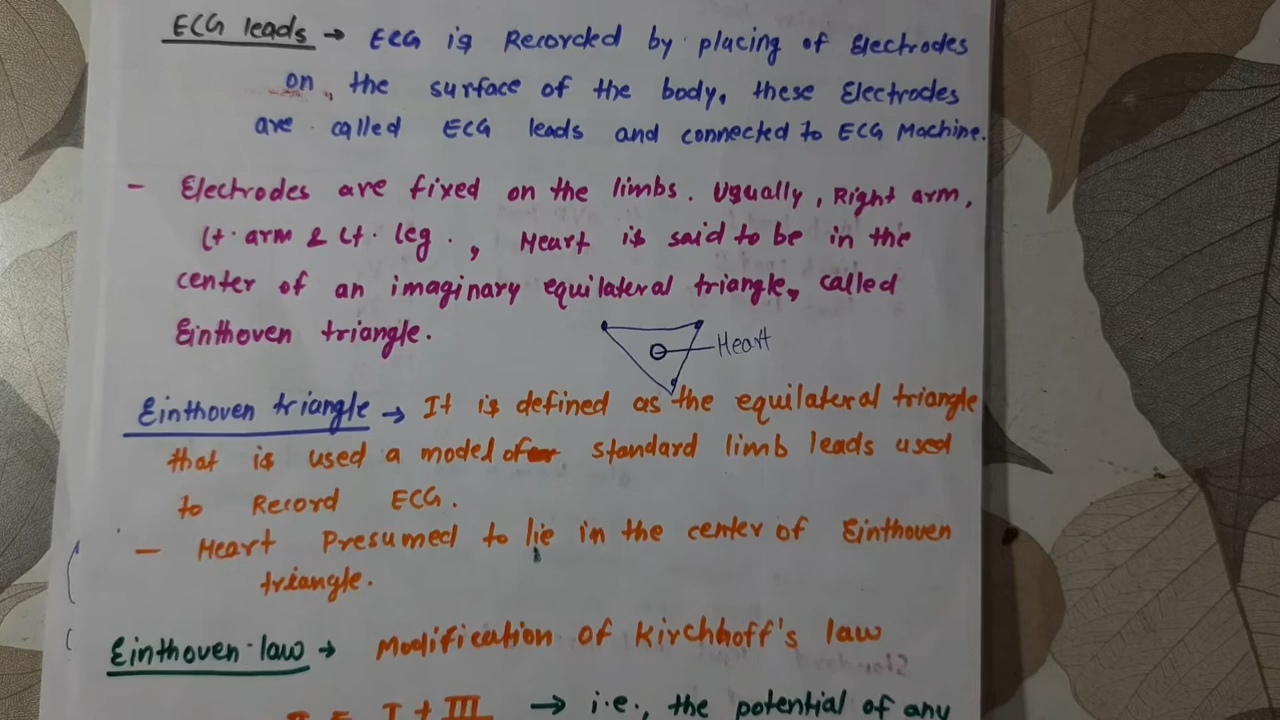 ECG leads → ECG is Recorded by placing of Electrodes
on, the surface of the body, these Electrodes
are called ECG leads and connected to ECG Machine.
- Electrodes are fixed on the limbs. Usually, Right arm,
Lt. arm & Lt. leg., Heart is said to be in the
center of an imaginary equilateral triangle, called
Einthoven triangle.
Heart
Einthoven triangle → It is defined as the equilateral triangle
that is used a model of standard limb leads used
to Record ECG.
- Heart Presumed to lie in the center of Einthoven
triangle.
Einthoven law → Modification of Kirchhoff's law
II = I + III → i.e., the potential of any